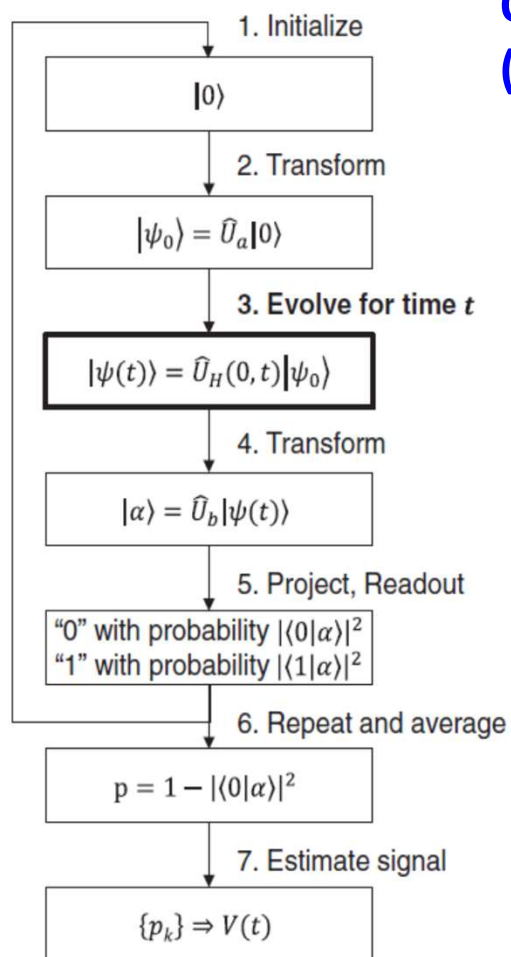 1. Initialize
|0⟩
2. Transform
|ψ₀⟩ = Û_a|0⟩
3. Evolve for time t
|ψ(t)⟩ = Û_H(0,t)|ψ₀⟩
4. Transform
|α⟩ = Û_b|ψ(t)⟩
5. Project, Readout
“0” with probability |⟨0|α⟩|²
“1” with probability |⟨1|α⟩|²
6. Repeat and average
p = 1 − |⟨0|α⟩|²
7. Estimate signal
{p_k} ⇒ V(t)